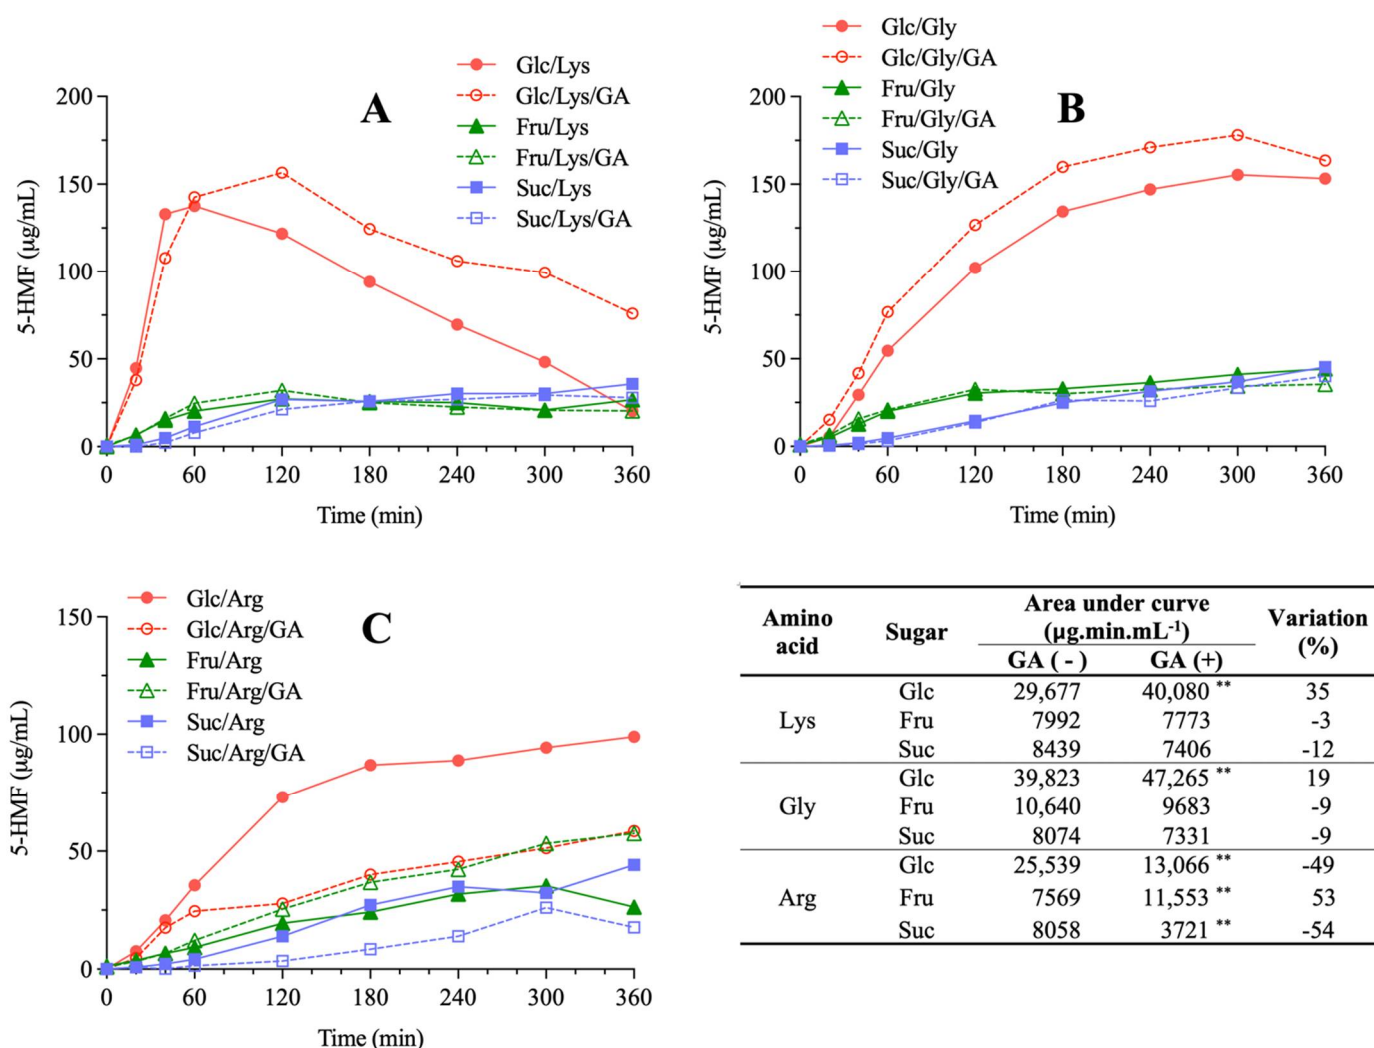 Glc/Lys
Glc/Lys/GA
Fru/Lys
Fru/Lys/GA
Suc/Lys
Suc/Lys/GA
A
200
150
100
50
0
5-HMF (µg/mL)
0 60 120 180 240 300 360
Time (min)
Glc/Gly
Glc/Gly/GA
Fru/Gly
Fru/Gly/GA
Suc/Gly
Suc/Gly/GA
B
200
150
100
50
0
5-HMF (µg/mL)
0 60 120 180 240 300 360
Time (min)
Glc/Arg
Glc/Arg/GA
Fru/Arg
Fru/Arg/GA
Suc/Arg
Suc/Arg/GA
C
150
100
50
0
5-HMF (µg/mL)
0 60 120 180 240 300 360
Time (min)
Amino acid Sugar Area under curve (µg.min.mL-1) Variation (%)
GA ( - ) GA (+)
Lys Glc 29,677 40,080 ** 35
Fru 7992 7773 -3
Suc 8439 7406 -12
Gly Glc 39,823 47,265 ** 19
Fru 10,640 9683 -9
Suc 8074 7331 -9
Arg Glc 25,539 13,066 ** -49
Fru 7569 11,553 ** 53
Suc 8058 3721 ** -54